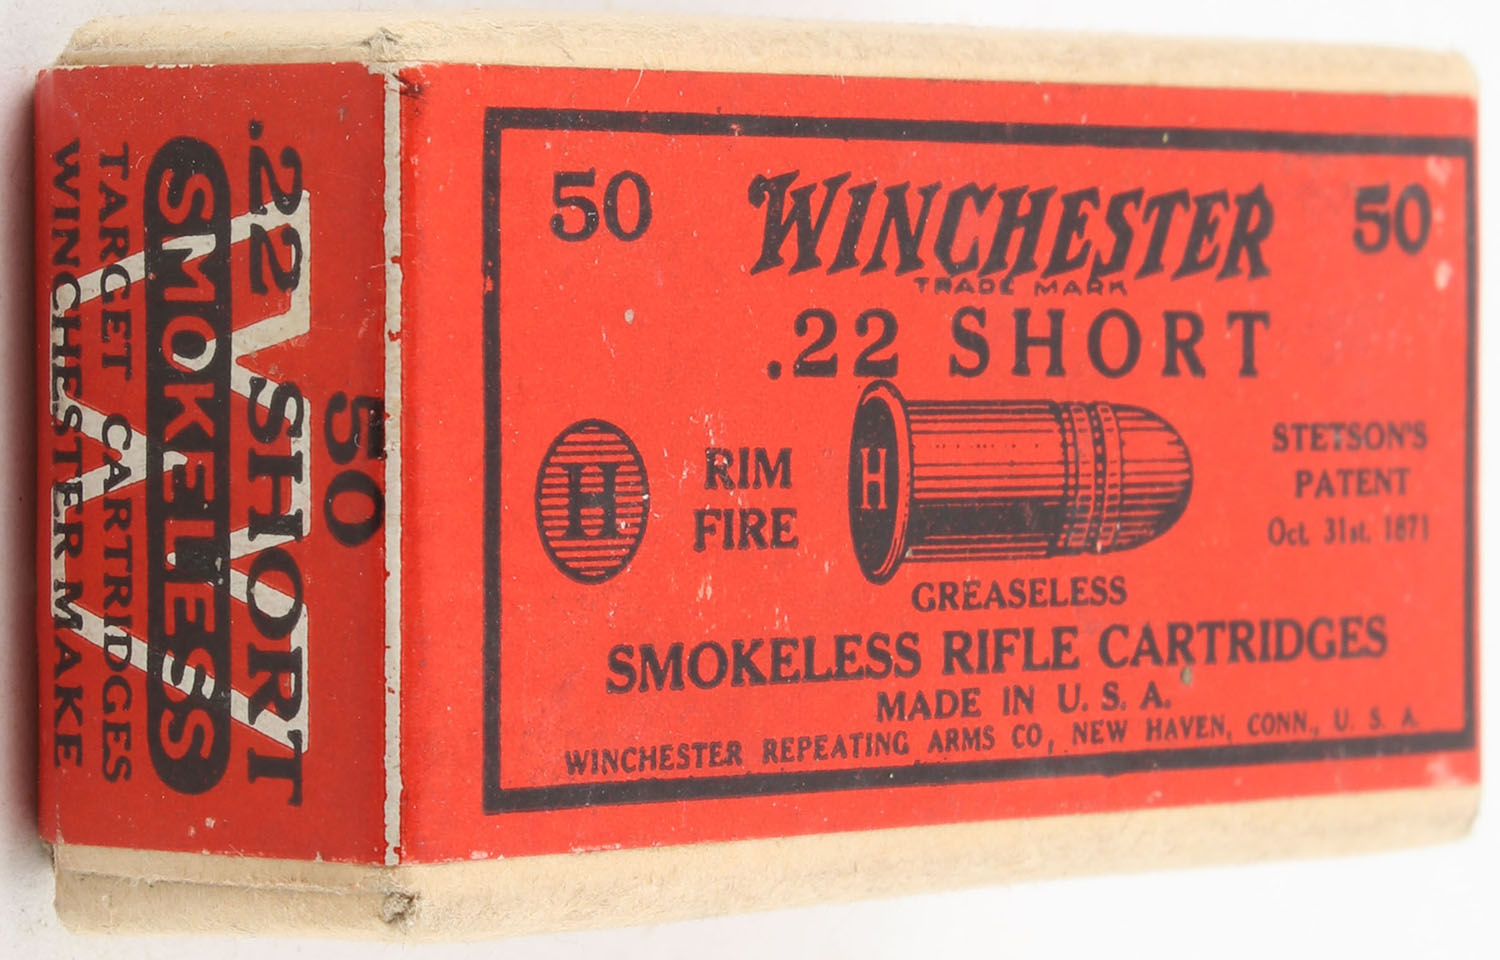 50 WINCHESTER 50
TRADE MARK
.22 SHORT
H
RIM
FIRE
H
STETSON'S
PATENT
Oct. 31st. 1871
GREASELESS
SMOKELESS RIFLE CARTRIDGES
MADE IN U. S. A.
WINCHESTER REPEATING ARMS CO., NEW HAVEN, CONN., U. S. A.
50
.22 SHORT
SMOKELESS
TARGET CARTRIDGES
WINCHESTER MAKE
W